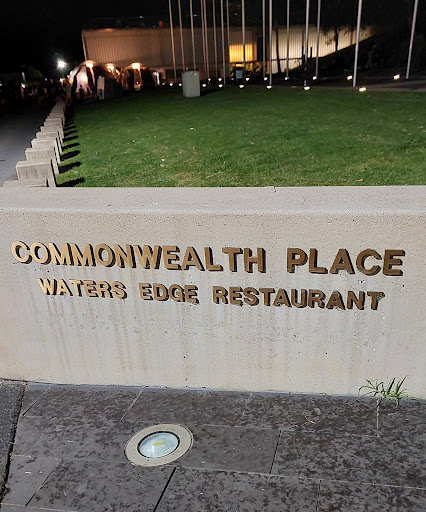 COMMONWEALTH PLACE
WATERS EDGE RESTAURANT